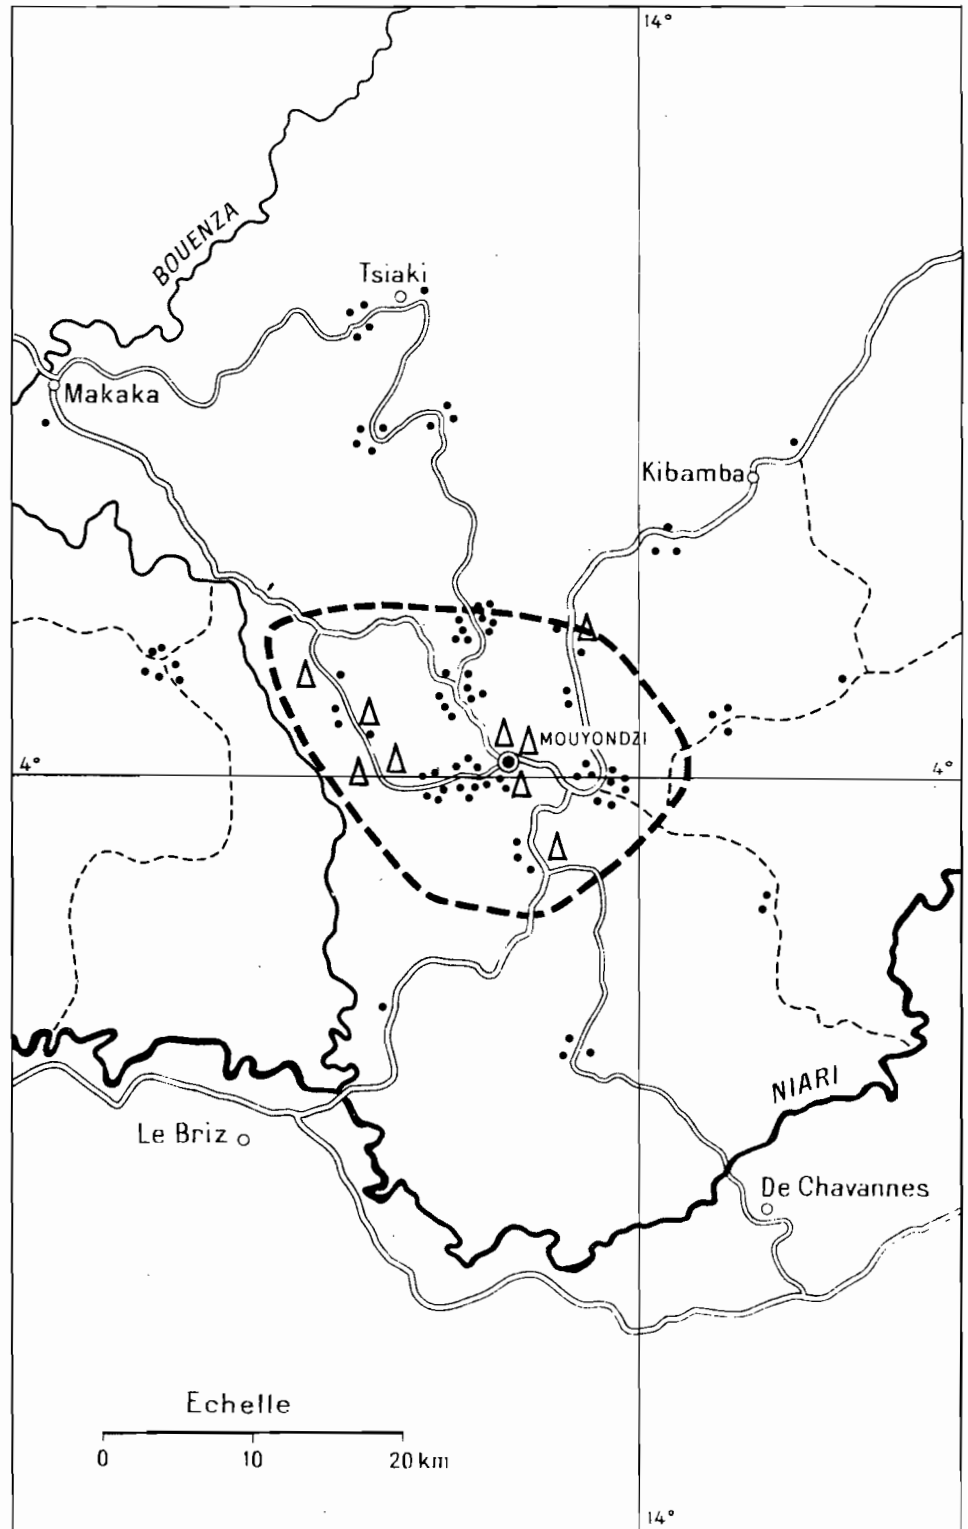 14°
BOUENZA
Tsiaki
Makaka
Kibamba
MOUYONDZI
4°
4°
NIARI
Le Briz
De Chavannes
Echelle
0 10 20 km
14°